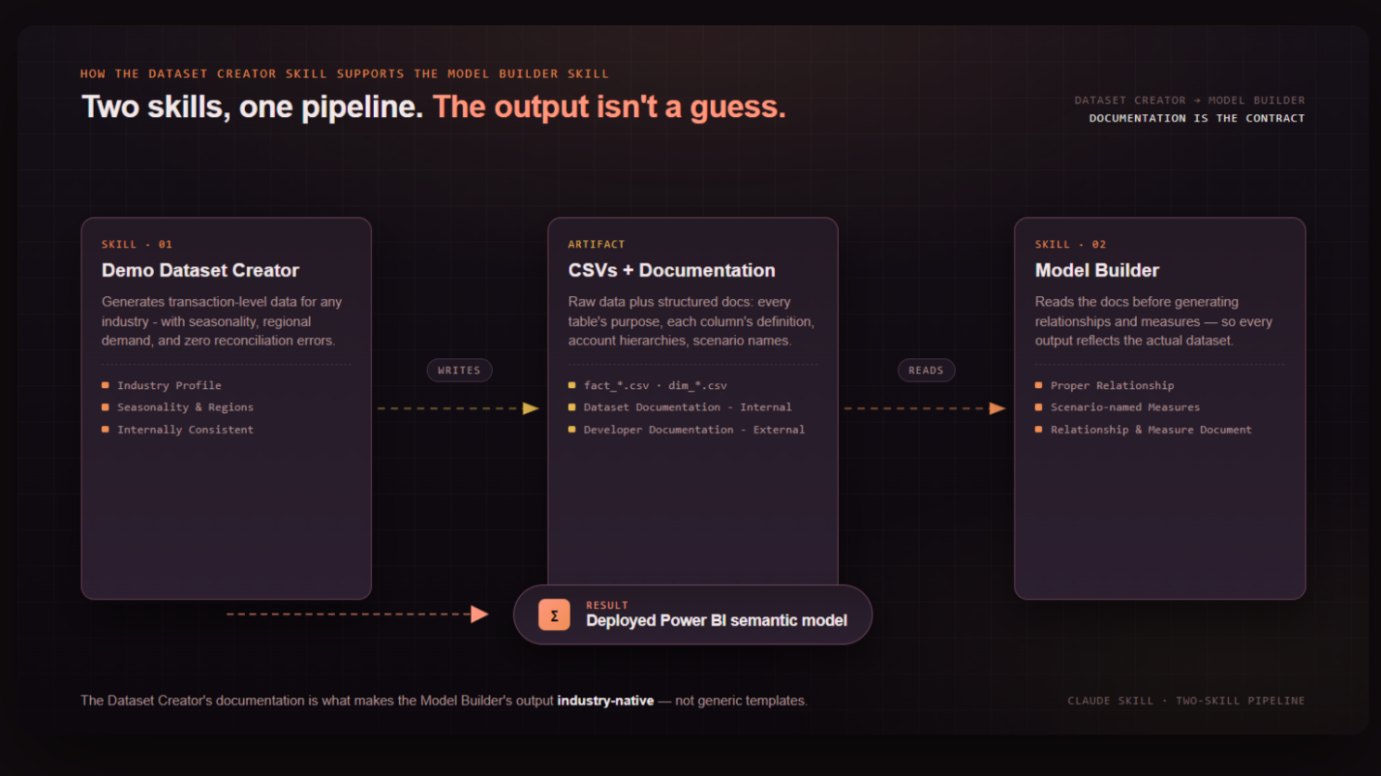 HOW THE DATASET CREATOR SKILL SUPPORTS THE MODEL BUILDER SKILL
Two skills, one pipeline. The output isn't a guess.
DATASET CREATOR → MODEL BUILDER
DOCUMENTATION IS THE CONTRACT
SKILL · 01
Demo Dataset Creator
Generates transaction-level data for any
industry - with seasonality, regional
demand, and zero reconciliation errors.
Industry Profile
Seasonality & Regions
Internally Consistent
WRITES
ARTIFACT
CSVs + Documentation
Raw data plus structured docs: every
table's purpose, each column's definition,
account hierarchies, scenario names.
fact_*.csv · dim_*.csv
Dataset Documentation - Internal
Developer Documentation - External
READS
SKILL · 02
Model Builder
Reads the docs before generating
relationships and measures — so every
output reflects the actual dataset.
Proper Relationship
Scenario-named Measures
Relationship & Measure Document
Σ
RESULT
Deployed Power BI semantic model
The Dataset Creator's documentation is what makes the Model Builder's output industry-native — not generic templates.
CLAUDE SKILL · TWO-SKILL PIPELINE